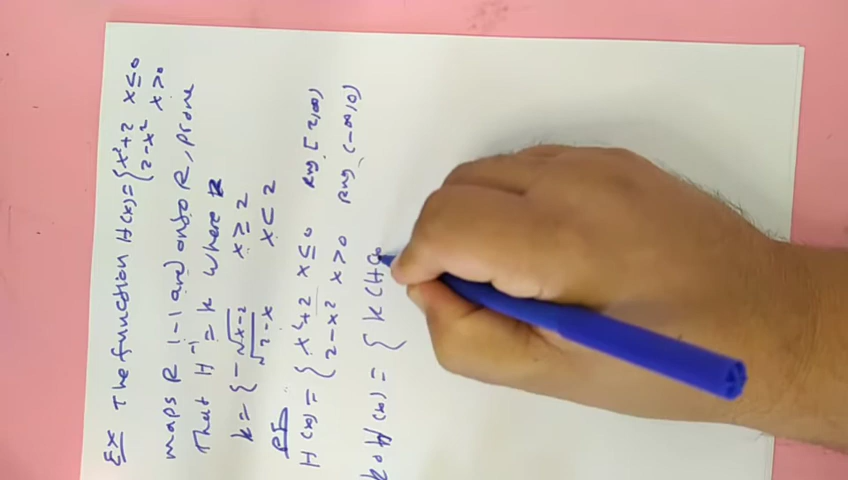 Ex The function H(x) = { x²+2 x ≤ 0
2-x² x > 0
maps R 1-1 and onto R, prove
That H⁻¹ = k where
k = { -√x-2 x ≥ 2
√2-x x < 2
Pf
H(x) = { x²+2 x ≤ 0 Rng [2,∞)
2-x² x > 0 Rng (-∞,
k∘H(x) = { k(H(